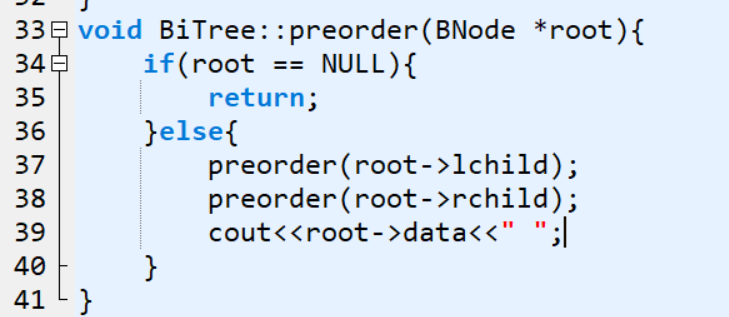 33 void BiTree::preorder(BNode *root){
34     if(root == NULL){
35         return;
36     }else{
37         preorder(root->lchild);
38         preorder(root->rchild);
39         cout<<root->data<<" ";
40     }
41 }